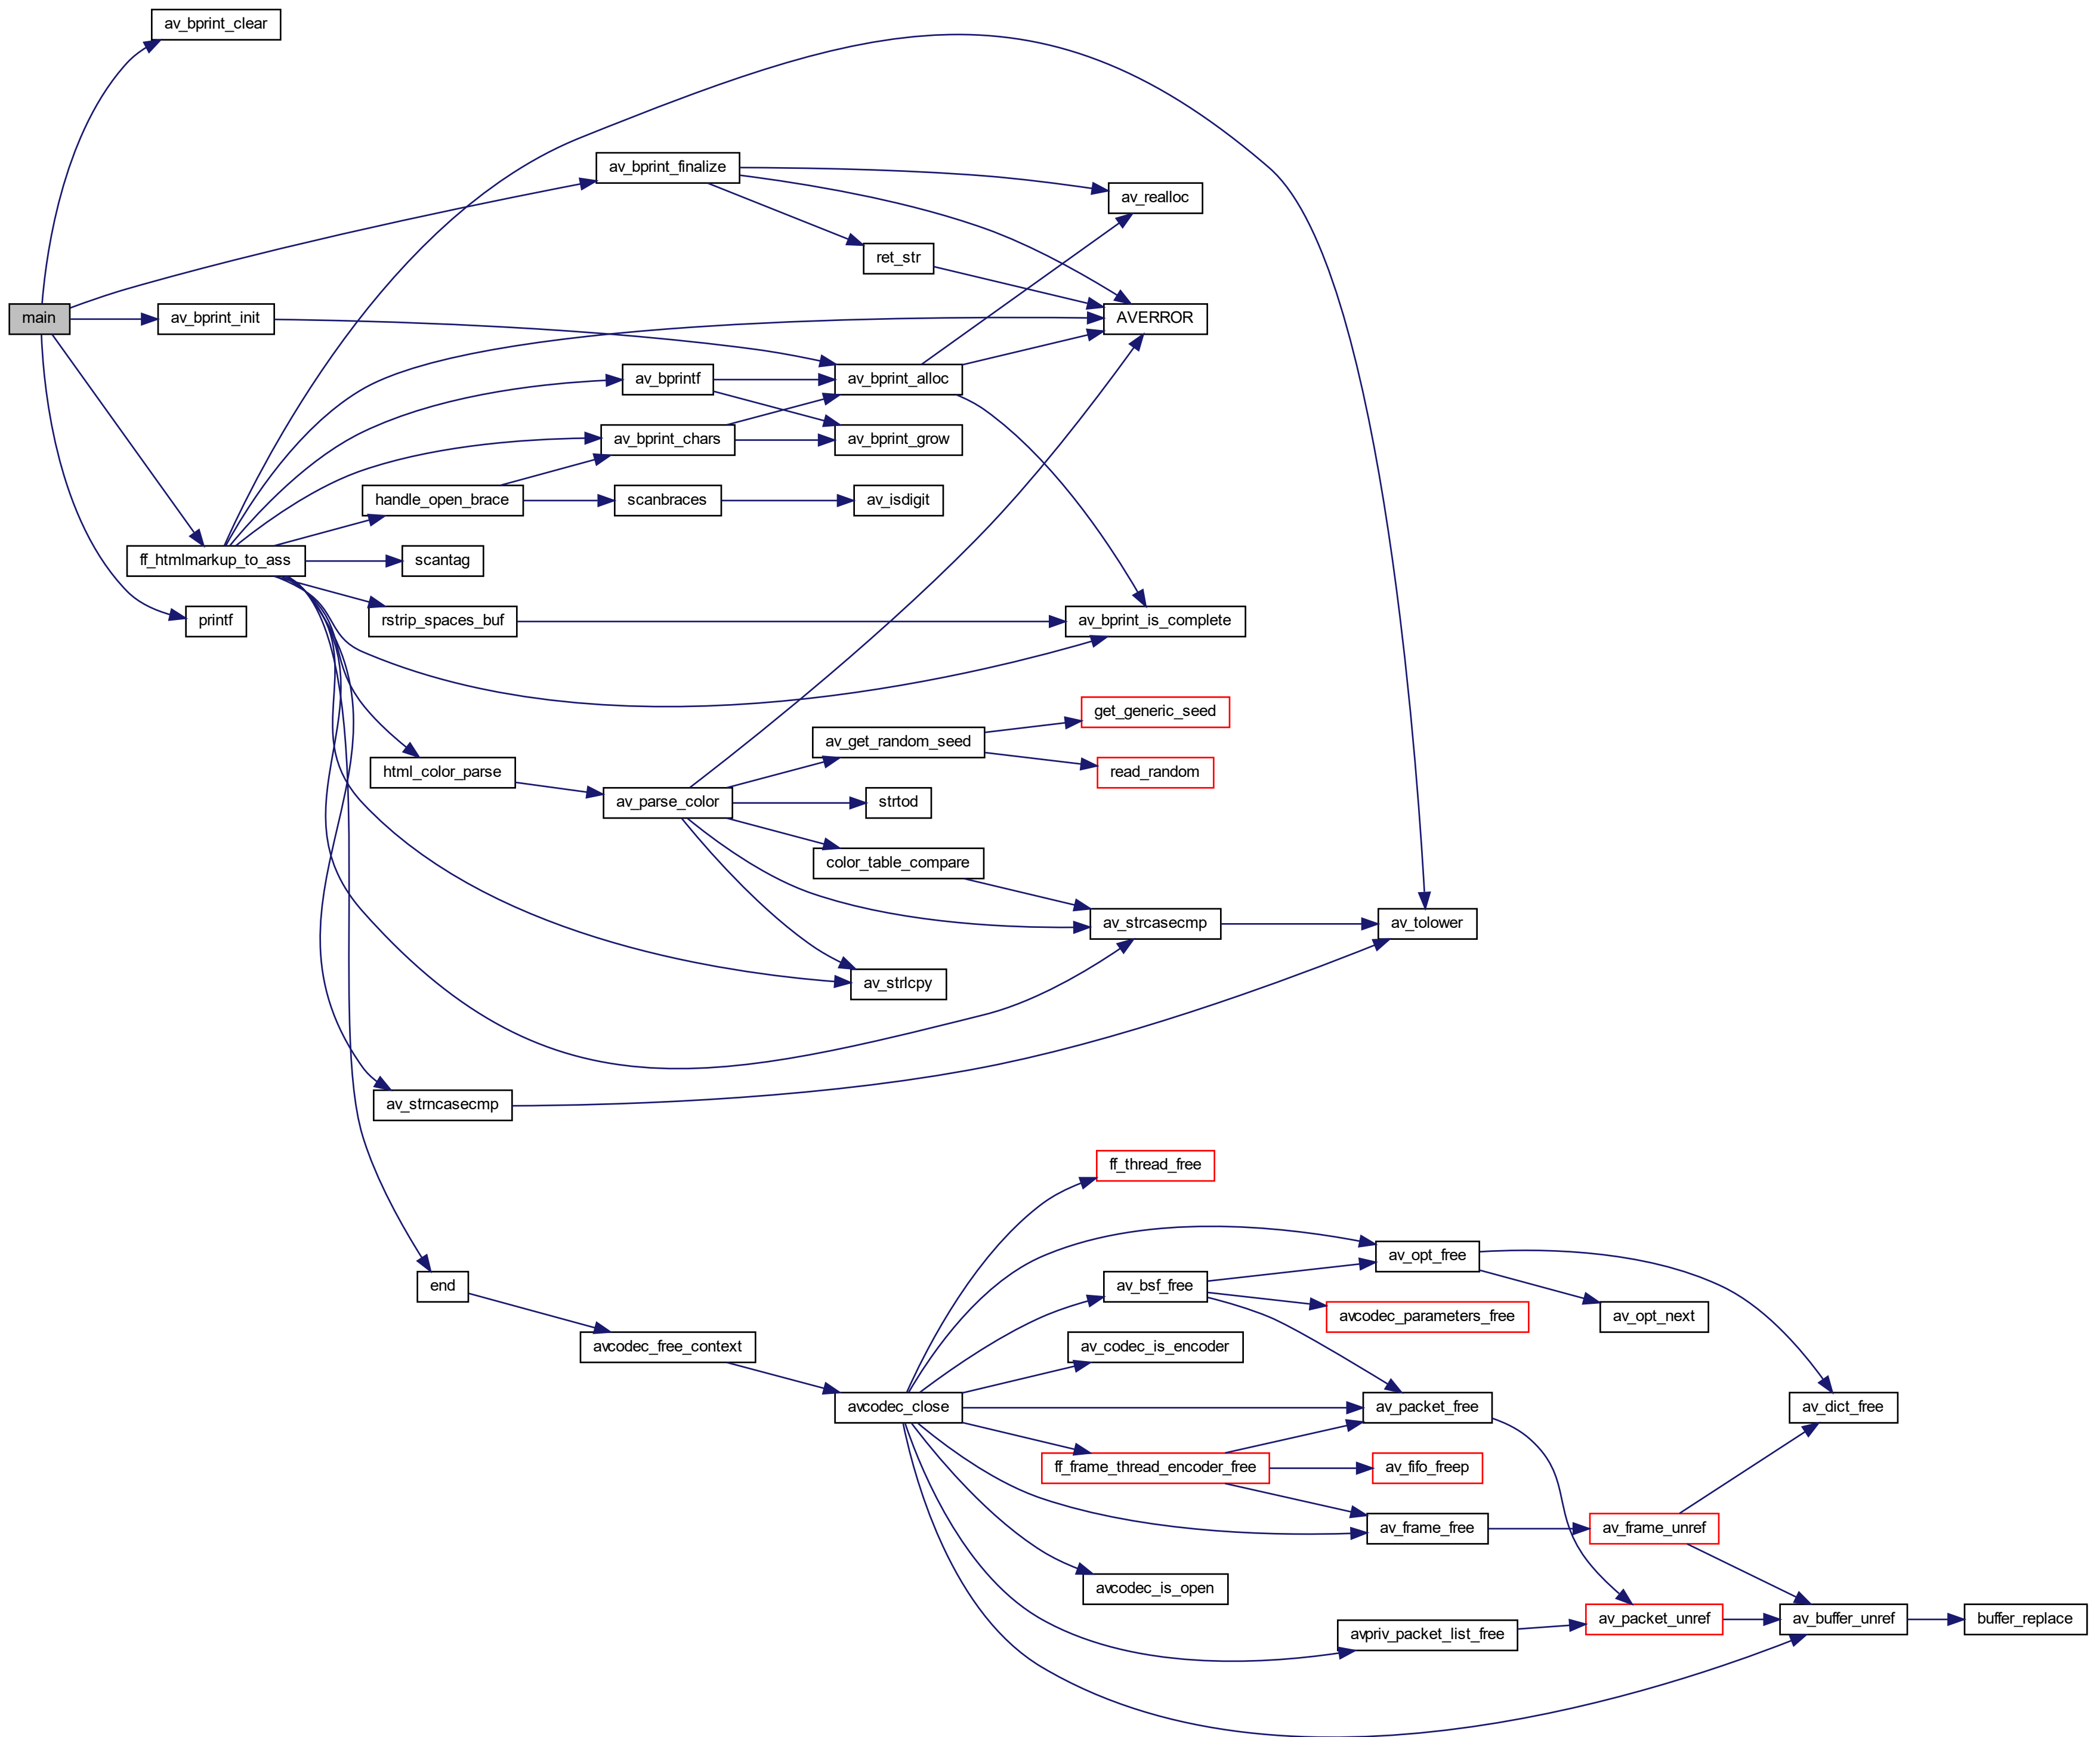 av_bprint_clear
av_bprint_finalize
av_realloc
ret_str
main
av_bprint_init
AVERROR
av_bprintf
av_bprint_alloc
av_bprint_chars
av_bprint_grow
handle_open_brace
scanbraces
av_isdigit
ff_htmlmarkup_to_ass
scantag
printf
rstrip_spaces_buf
av_bprint_is_complete
get_generic_seed
av_get_random_seed
html_color_parse
read_random
av_parse_color
strtod
color_table_compare
av_strcasecmp
av_tolower
av_strlcpy
av_strncasecmp
ff_thread_free
av_opt_free
end
av_bsf_free
avcodec_parameters_free
av_opt_next
avcodec_free_context
av_codec_is_encoder
avcodec_close
av_packet_free
av_dict_free
ff_frame_thread_encoder_free
av_fifo_freep
av_frame_free
av_frame_unref
avcodec_is_open
avpriv_packet_list_free
av_packet_unref
av_buffer_unref
buffer_replace